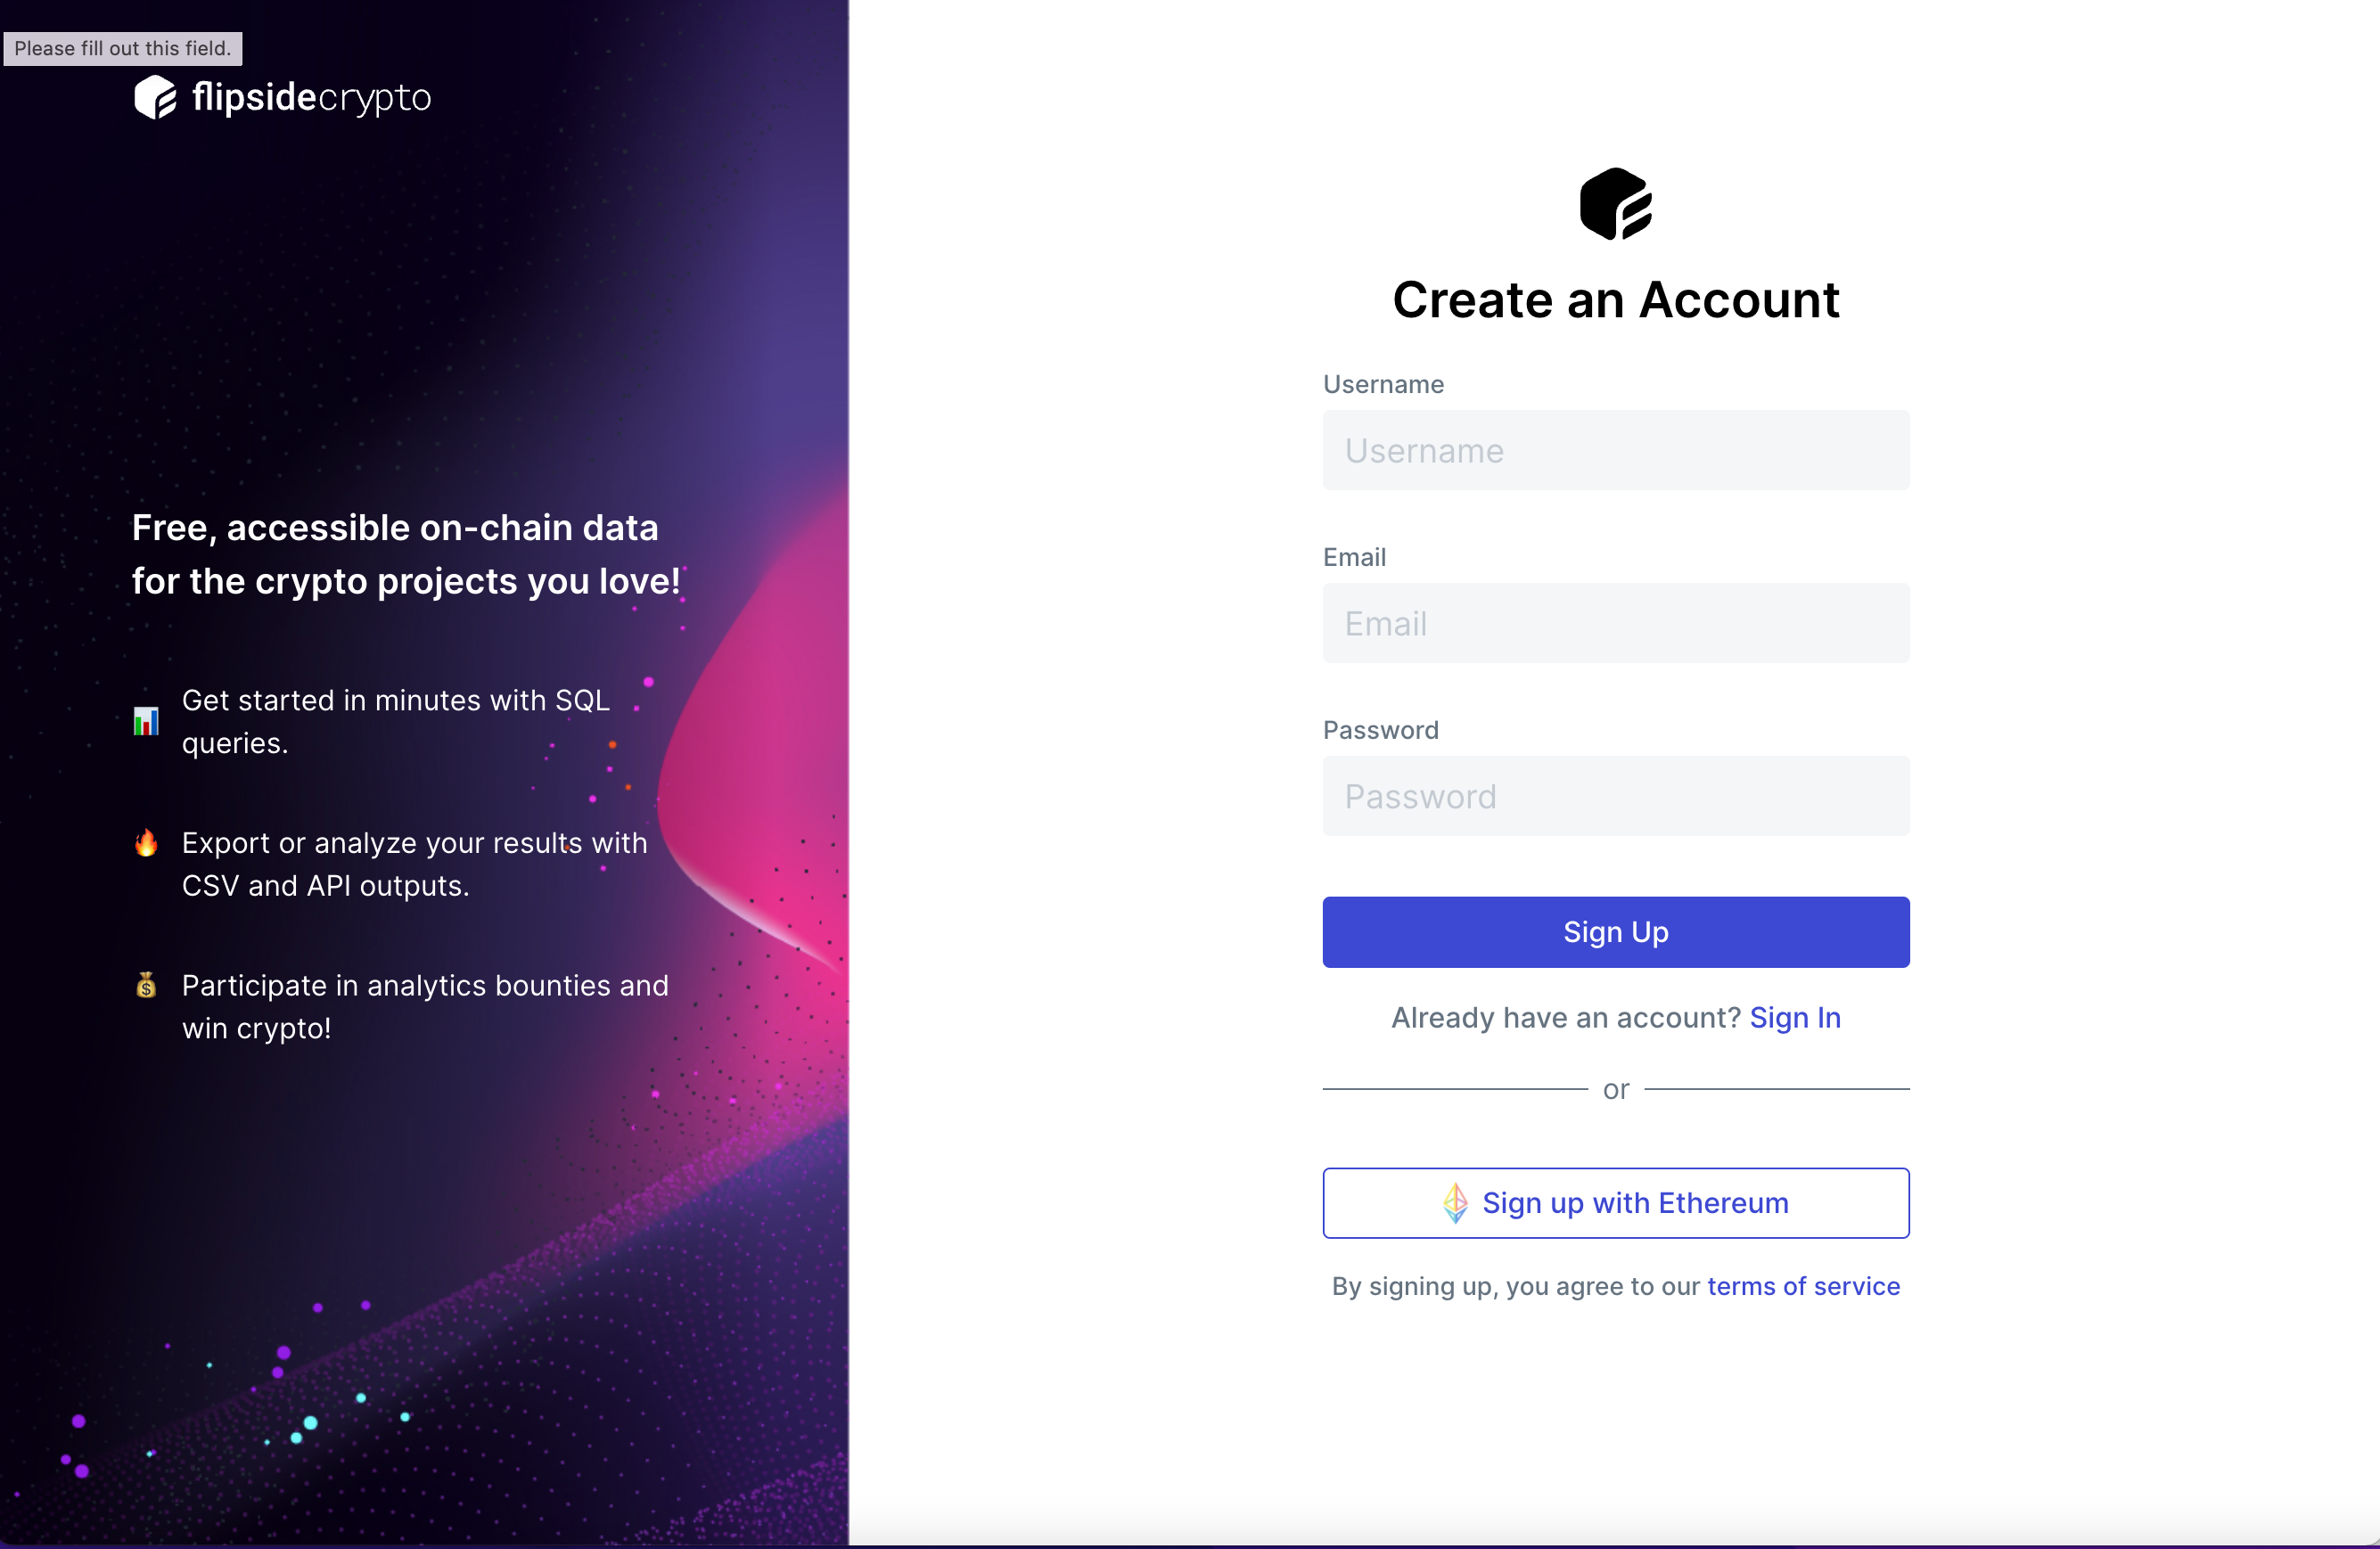 Please fill out this field.
flipsidecrypto
Free, accessible on-chain data
for the crypto projects you love!
Get started in minutes with SQL
queries.
Export or analyze your results with
CSV and API outputs.
Participate in analytics bounties and
win crypto!
Create an Account
Username
Username
Email
Email
Password
Password
Sign Up
Already have an account? Sign In
or
Sign up with Ethereum
By signing up, you agree to our terms of service